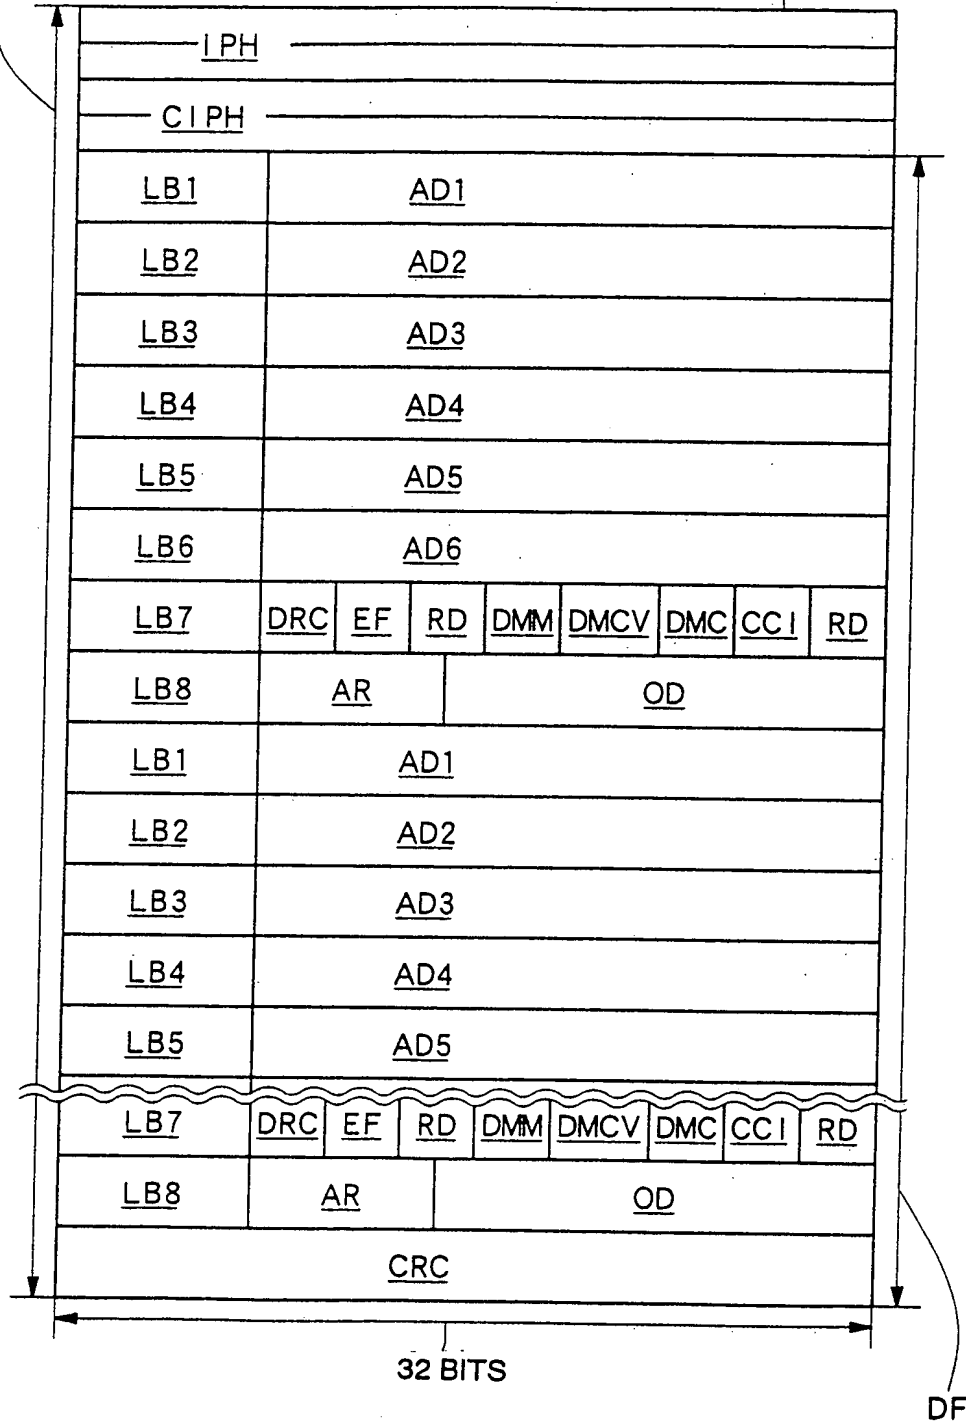 IPH
CIPH
LB1 AD1
LB2 AD2
LB3 AD3
LB4 AD4
LB5 AD5
LB6 AD6
LB7 DRC EF RD DMM DMCV DMC CCI RD
LB8 AR OD
LB1 AD1
LB2 AD2
LB3 AD3
LB4 AD4
LB5 AD5
LB7 DRC EF RD DMM DMCV DMC CCI RD
LB8 AR OD
CRC
32 BITS
DF